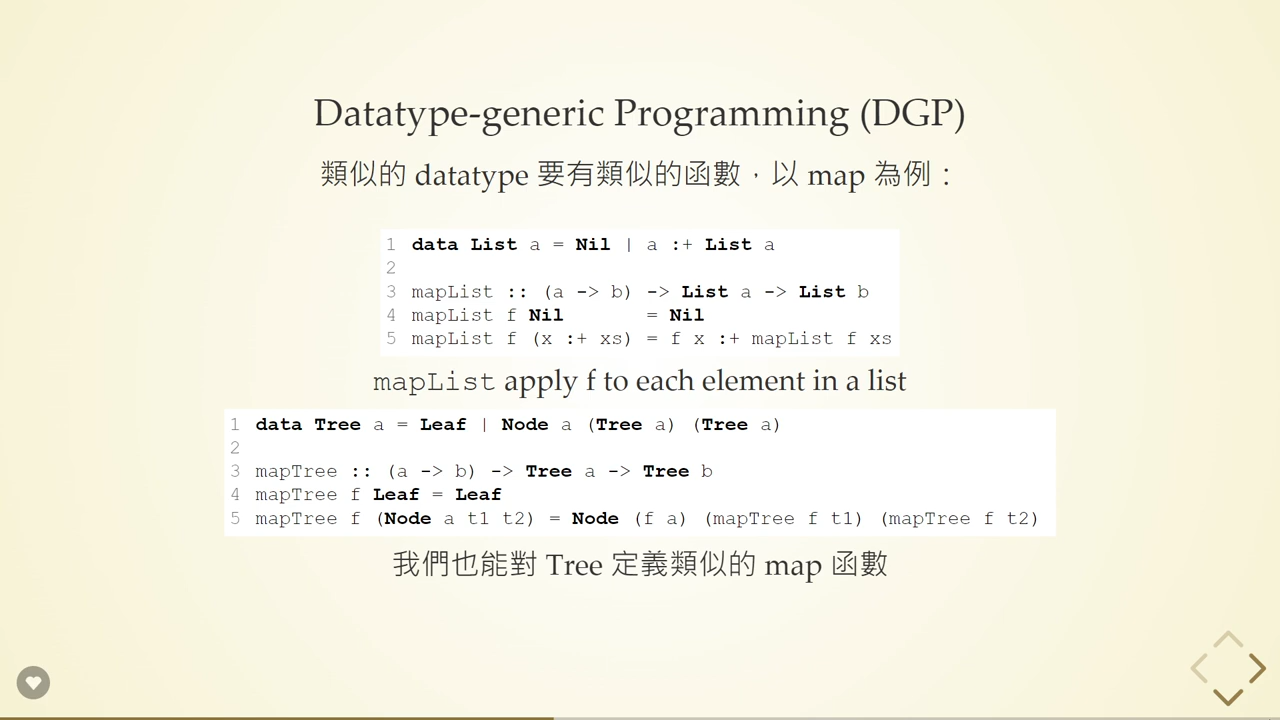 Datatype-generic Programming (DGP)
類似的 datatype 要有類似的函數，以 map 為例：
1 data List a = Nil | a :+ List a
2
3 mapList :: (a -> b) -> List a -> List b
4 mapList f Nil       = Nil
5 mapList f (x :+ xs) = f x :+ mapList f xs
mapList apply f to each element in a list
1 data Tree a = Leaf | Node a (Tree a) (Tree a)
2
3 mapTree :: (a -> b) -> Tree a -> Tree b
4 mapTree f Leaf = Leaf
5 mapTree f (Node a t1 t2) = Node (f a) (mapTree f t1) (mapTree f t2)
我們也能對 Tree 定義類似的 map 函數